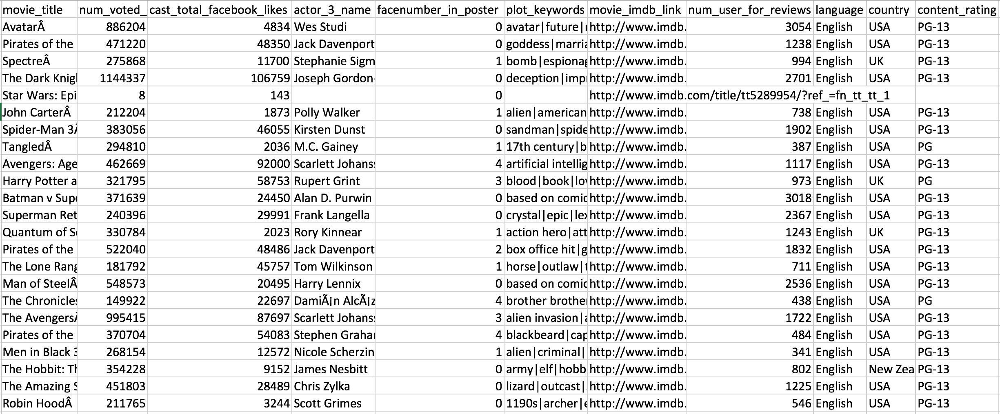 movie_title num_voted_ cast_total_facebook_likes actor_3_name facenumber_in_poster plot_keywords movie_imdb_link num_user_for_reviews language country content_rating
AvatarÂ 886204 4834 Wes Studi 0 avatar|future| http://www.imdb. 3054 English USA PG-13
Pirates of the 471220 48350 Jack Davenport 0 goddess|marria http://www.imdb. 1238 English USA PG-13
SpectreÂ 275868 11700 Stephanie Sigm 1 bomb|espionag http://www.imdb. 994 English UK PG-13
The Dark Knig 1144337 106759 Joseph Gordon- 0 deception|imp http://www.imdb. 2701 English USA PG-13
Star Wars: Epi 8 143 0 http://www.imdb.com/title/tt5289954/?ref_=fn_tt_tt_1
John CarterÂ 212204 1873 Polly Walker 1 alien|american http://www.imdb. 738 English USA PG-13
Spider-Man 3Â 383056 46055 Kirsten Dunst 0 sandman|spide http://www.imdb. 1902 English USA PG-13
TangledÂ 294810 2036 M.C. Gainey 1 17th century|b http://www.imdb. 387 English USA PG
Avengers: Age 462669 92000 Scarlett Johans 4 artificial intellig http://www.imdb. 1117 English USA PG-13
Harry Potter a 321795 58753 Rupert Grint 3 blood|book|lov http://www.imdb. 973 English UK PG
Batman v Supe 371639 24450 Alan D. Purwin 0 based on comic http://www.imdb. 3018 English USA PG-13
Superman Ret 240396 29991 Frank Langella 0 crystal|epic|lex http://www.imdb. 2367 English USA PG-13
Quantum of So 330784 2023 Rory Kinnear 1 action hero|att http://www.imdb. 1243 English UK PG-13
Pirates of the 522040 48486 Jack Davenport 2 box office hit|g http://www.imdb. 1832 English USA PG-13
The Lone Rang 181792 45757 Tom Wilkinson 1 horse|outlaw|t http://www.imdb. 711 English USA PG-13
Man of SteelÂ 548573 20495 Harry Lennix 0 based on comic http://www.imdb. 2536 English USA PG-13
The Chronicles 149922 22697 DamiÃ¡n AlcÃ¡z 4 brother brothe http://www.imdb. 438 English USA PG
The AvengersÂ 995415 87697 Scarlett Johans 3 alien invasion|a http://www.imdb. 1722 English USA PG-13
Pirates of the 370704 54083 Stephen Graha 4 blackbeard|cap http://www.imdb. 484 English USA PG-13
Men in Black 3 268154 12572 Nicole Scherzin 1 alien|criminal| http://www.imdb. 341 English USA PG-13
The Hobbit: Th 354228 9152 James Nesbitt 0 army|elf|hobb http://www.imdb. 802 English New Zea PG-13
The Amazing S 451803 28489 Chris Zylka 0 lizard|outcast| http://www.imdb. 1225 English USA PG-13
Robin HoodÂ 211765 3244 Scott Grimes 0 1190s|archer|e http://www.imdb. 546 English USA PG-13